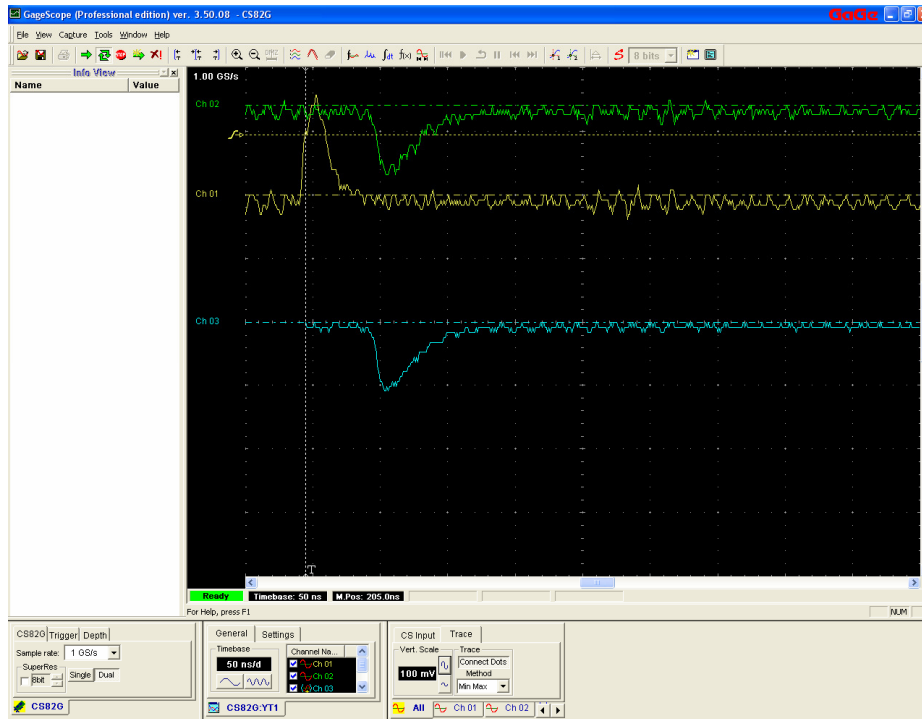 GageScope (Professional edition) ver. 3.50.08 - CS82G
GaGe
File View Capture Tools Window Help
8 bits
Info View
Name Value
1.00 GS/s
Ch 02
Ch 01
Ch 03
T
Ready Timebase: 50 ns M.Pos: 205.0ns
For Help, press F1
NUM
CS82G Trigger Depth
Sample rate: 1 GS/s
SuperRes
8bit
Single Dual
CS82G
General Settings
Timebase
50 ns/d
Channel Na...
Ch 01
Ch 02
Ch 03
CS82G:YT1
CS Input Trace
Vert. Scale
100 mV
Trace
Connect Dots
Method
Min Max
All Ch 01 Ch 02